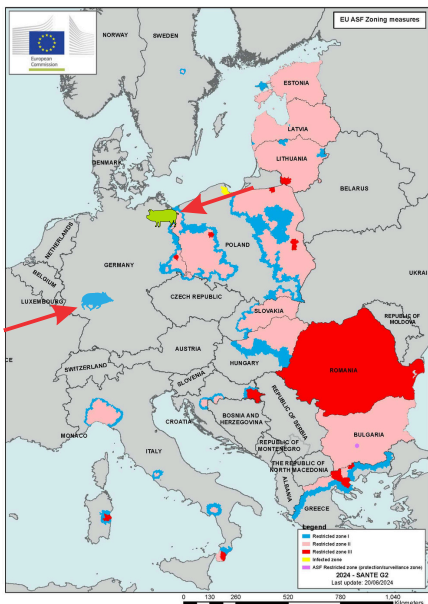 EU ASF Zoning measures
European
Commission
NORWAY
SWEDEN
ESTONIA
LATVIA
LITHUANIA
DENMARK
BELARUS
NETHERLANDS
POLAND
GERMANY
BELGIUM
LUXEMBOURG
CZECH REPUBLIC
UKRAI
SLOVAKIA
REPUBLIC OF
MOLDOVA
CE
AUSTRIA
HUNGARY
SWITZERLAND
SLOVENIA
ROMANIA
CROATIA
BOSNIA AND
HERZEGOVINA
REPUBLIC OF SERBIA
MONACO
ITALY
REPUBLIC OF
MONTENEGRO
BULGARIA
THE REPUBLIC OF
NORTH MACEDONIA
ALBANIA
GREECE
Legend
Restricted zone I
Restricted zone II
Restricted zone III
Infected zone
ASF Restricted zone (protection/surveillance zone)
2024 - SANTE G2
Last update: 20/06/2024
0 130 260 520 780 1,040
Kilometers